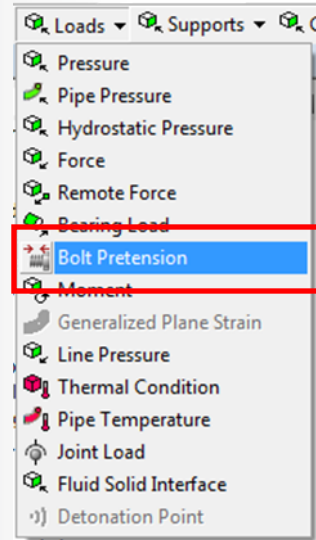 Loads Supports
Pressure
Pipe Pressure
Hydrostatic Pressure
Force
Remote Force
Bearing Load
Bolt Pretension
Moment
Generalized Plane Strain
Line Pressure
Thermal Condition
Pipe Temperature
Joint Load
Fluid Solid Interface
Detonation Point